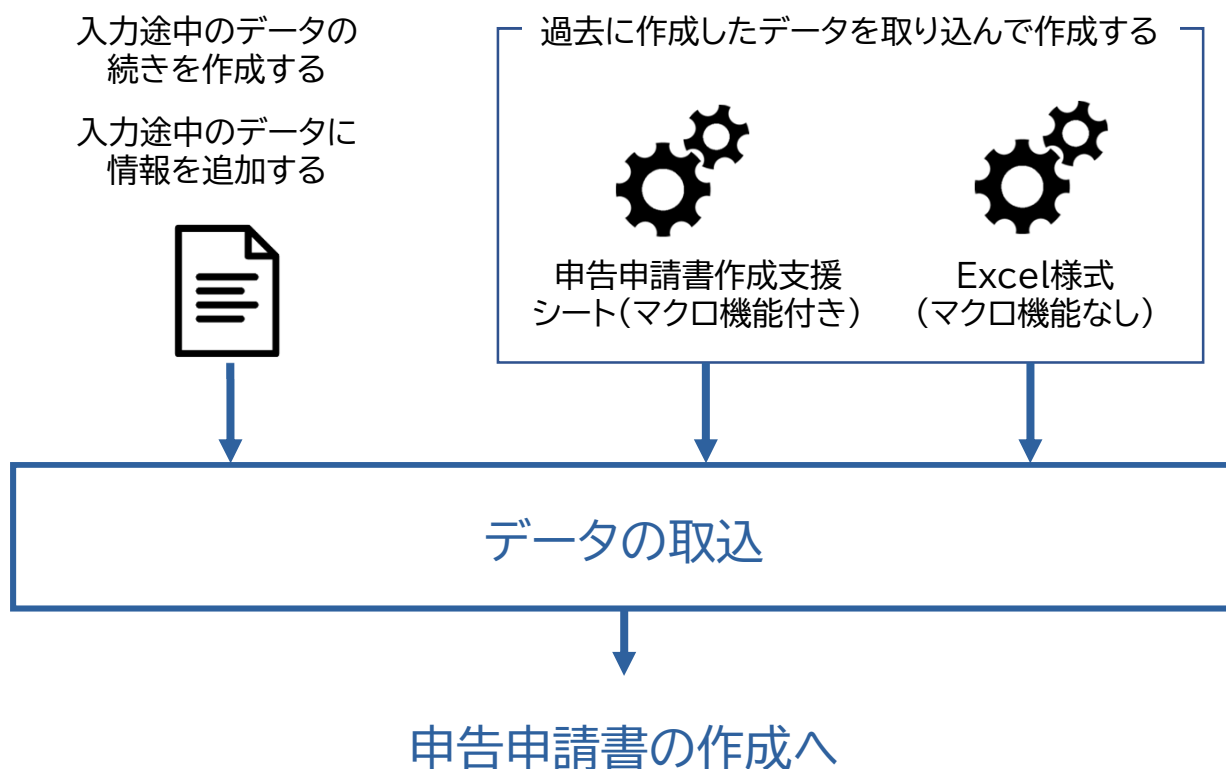 入力途中のデータの
続きを作成する
入力途中のデータに
情報を追加する
過去に作成したデータを取り込んで作成する
申告申請書作成支援
シート(マクロ機能付き)
Excel様式
(マクロ機能なし)
データの取込
申告申請書の作成へ